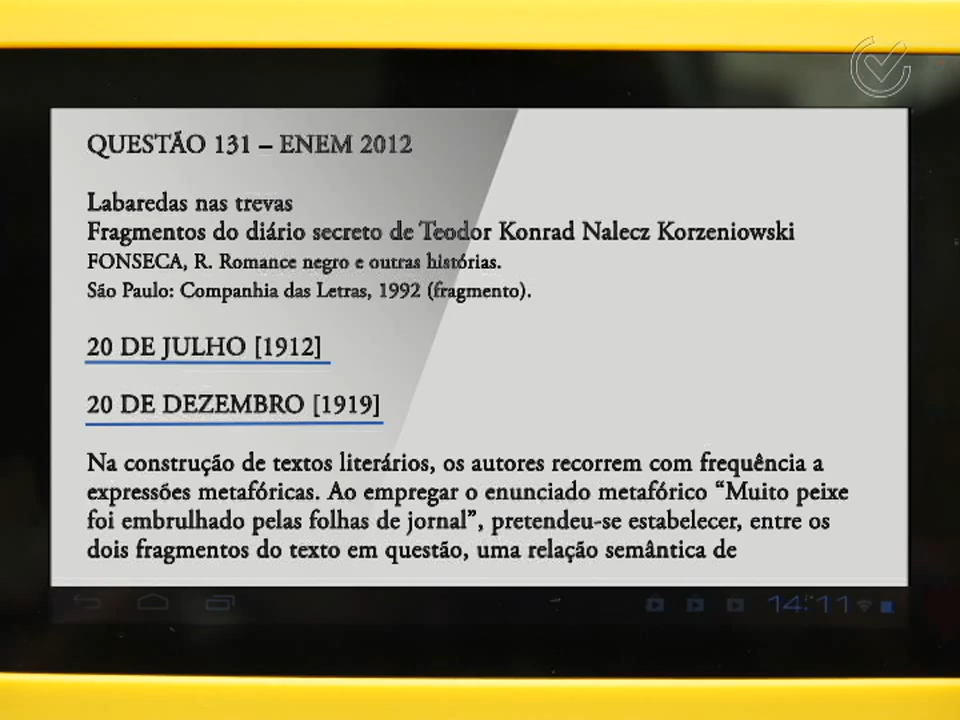 QUESTÃO 131 – ENEM 2012
Labaredas nas trevas
Fragmentos do diário secreto de Teodor Konrad Nalecz Korzeniowski
FONSECA, R. Romance negro e outras histórias.
São Paulo: Companhia das Letras, 1992 (fragmento).
20 DE JULHO [1912]
20 DE DEZEMBRO [1919]
Na construção de textos literários, os autores recorrem com frequência a
expressões metafóricas. Ao empregar o enunciado metafórico “Muito peixe
foi embrulhado pelas folhas de jornal”, pretendeu-se estabelecer, entre os
dois fragmentos do texto em questão, uma relação semântica de
14:11